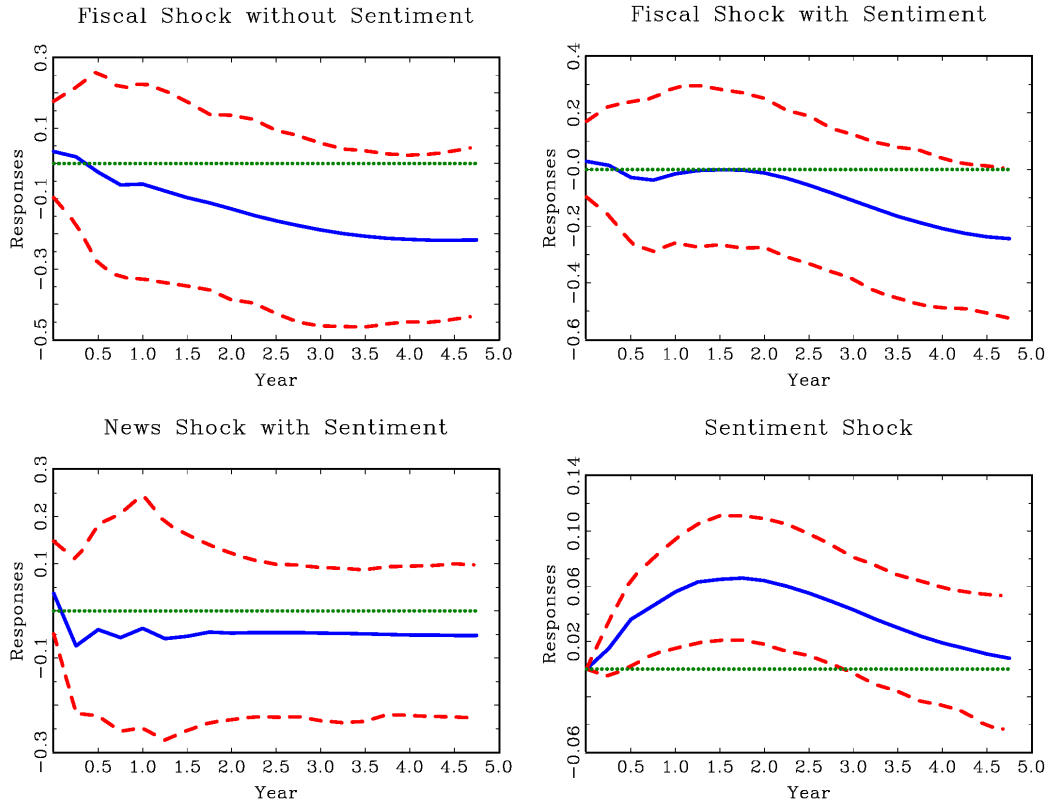 Fiscal Shock without Sentiment
Responses
0.3
0.1
−0.1
−0.3
−0.5
0.5 1.0 1.5 2.0 2.5 3.0 3.5 4.0 4.5 5.0
Year
Fiscal Shock with Sentiment
Responses
0.4
0.2
−0.0
−0.2
−0.4
−0.6
0.5 1.0 1.5 2.0 2.5 3.0 3.5 4.0 4.5 5.0
Year
News Shock with Sentiment
Responses
0.3
0.2
0.1
−0.1
−0.3
0.5 1.0 1.5 2.0 2.5 3.0 3.5 4.0 4.5 5.0
Year
Sentiment Shock
Responses
0.14
0.10
0.06
0.02
−0.06
0.5 1.0 1.5 2.0 2.5 3.0 3.5 4.0 4.5 5.0
Year